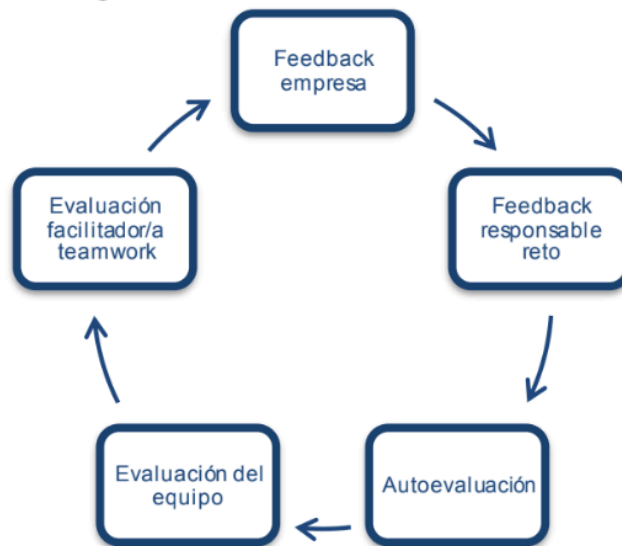 Feedback
empresa
Feedback
responsable
reto
Autoevaluación
Evaluación del
equipo
Evaluación
facilitador/a
teamwork